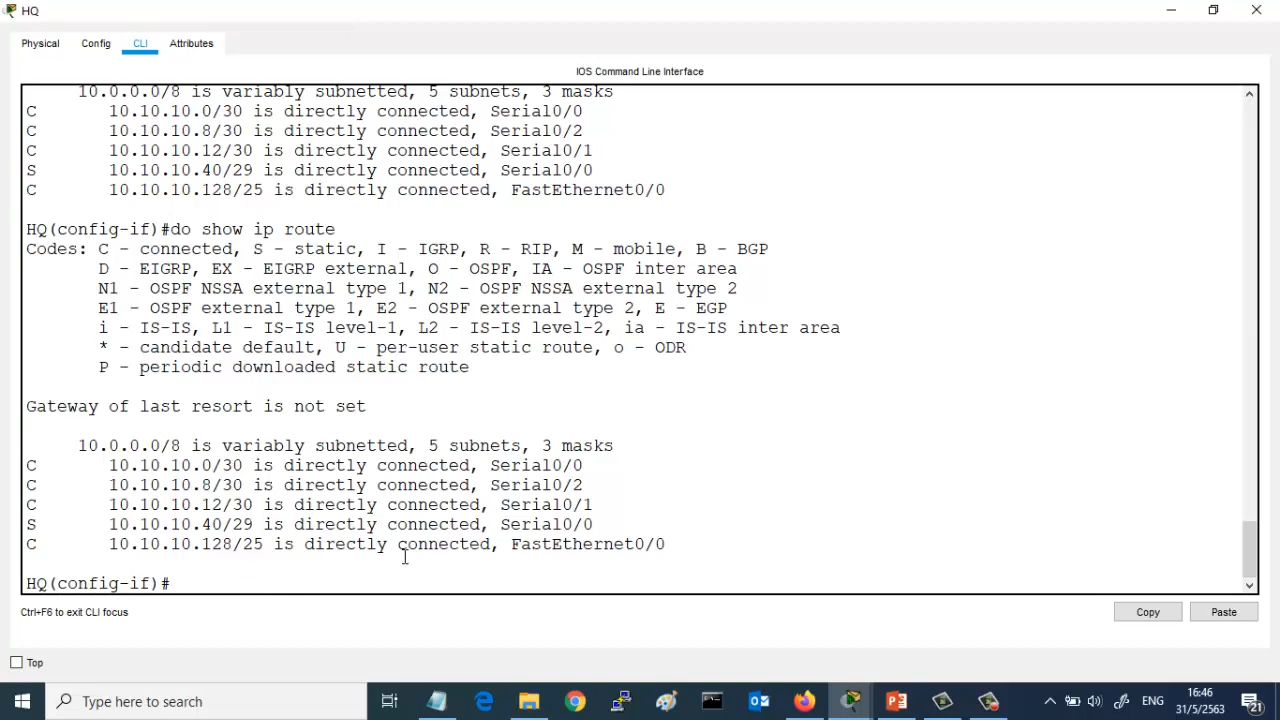 HQ
Physical Config CLI Attributes
IOS Command Line Interface
10.0.0.0/8 is variably subnetted, 5 subnets, 3 masks
C 10.10.10.0/30 is directly connected, Serial0/0
C 10.10.10.8/30 is directly connected, Serial0/2
C 10.10.10.12/30 is directly connected, Serial0/1
S 10.10.10.40/29 is directly connected, Serial0/0
C 10.10.10.128/25 is directly connected, FastEthernet0/0
HQ(config-if)#do show ip route
Codes: C - connected, S - static, I - IGRP, R - RIP, M - mobile, B - BGP
D - EIGRP, EX - EIGRP external, O - OSPF, IA - OSPF inter area
N1 - OSPF NSSA external type 1, N2 - OSPF NSSA external type 2
E1 - OSPF external type 1, E2 - OSPF external type 2, E - EGP
i - IS-IS, L1 - IS-IS level-1, L2 - IS-IS level-2, ia - IS-IS inter area
* - candidate default, U - per-user static route, o - ODR
P - periodic downloaded static route
Gateway of last resort is not set
10.0.0.0/8 is variably subnetted, 5 subnets, 3 masks
C 10.10.10.0/30 is directly connected, Serial0/0
C 10.10.10.8/30 is directly connected, Serial0/2
C 10.10.10.12/30 is directly connected, Serial0/1
S 10.10.10.40/29 is directly connected, Serial0/0
C 10.10.10.128/25 is directly connected, FastEthernet0/0
HQ(config-if)#
Ctrl+F6 to exit CLI focus
Copy Paste
Top
Type here to search
ENG
16:46
31/5/2563
21